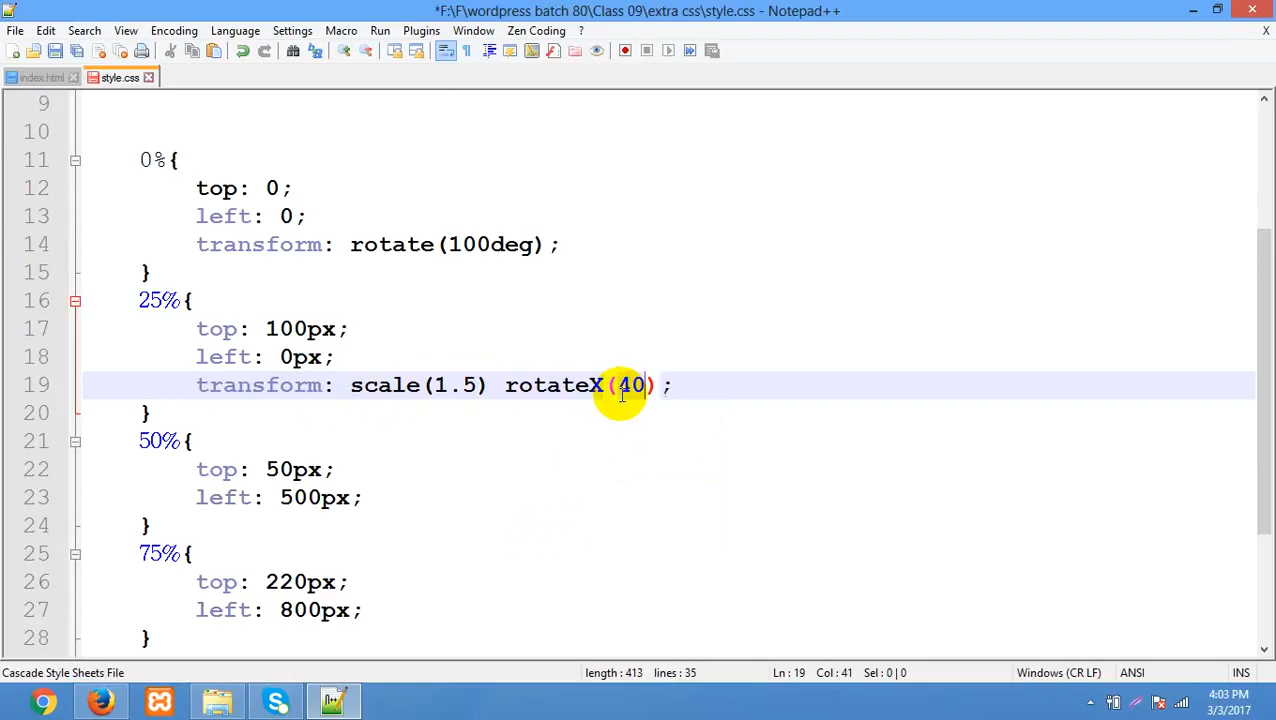 *F:\F\wordpress batch 80\Class 09\extra css\style.css - Notepad++
File Edit Search View Encoding Language Settings Macro Run Plugins Window Zen Coding ? X
index.html style.css
9
10
11 0%{
12 top: 0;
13 left: 0;
14 transform: rotate(100deg);
15 }
16 25%{
17 top: 100px;
18 left: 0px;
19 transform: scale(1.5) rotateX(40);
20 }
21 50%{
22 top: 50px;
23 left: 500px;
24 }
25 75%{
26 top: 220px;
27 left: 800px;
28 }
Cascade Style Sheets File length : 413 lines : 35 Ln : 19 Col : 41 Sel : 0 | 0 Windows (CR LF) ANSI INS
4:03 PM
3/3/2017